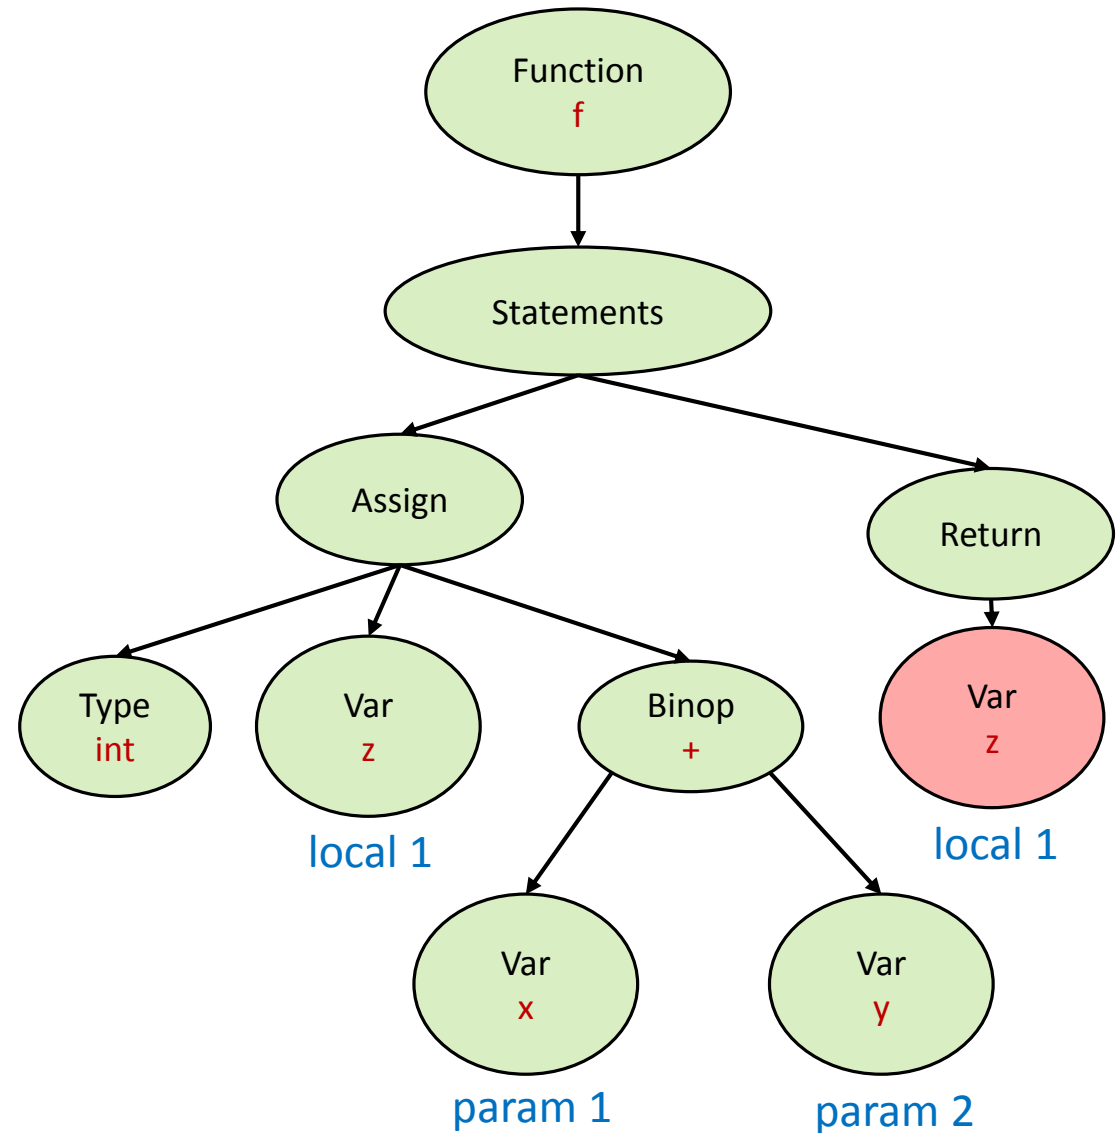 Function
f
Statements
Assign
Return
Type
int
Var
z
local 1
Binop
+
Var
z
local 1
Var
x
param 1
Var
y
param 2